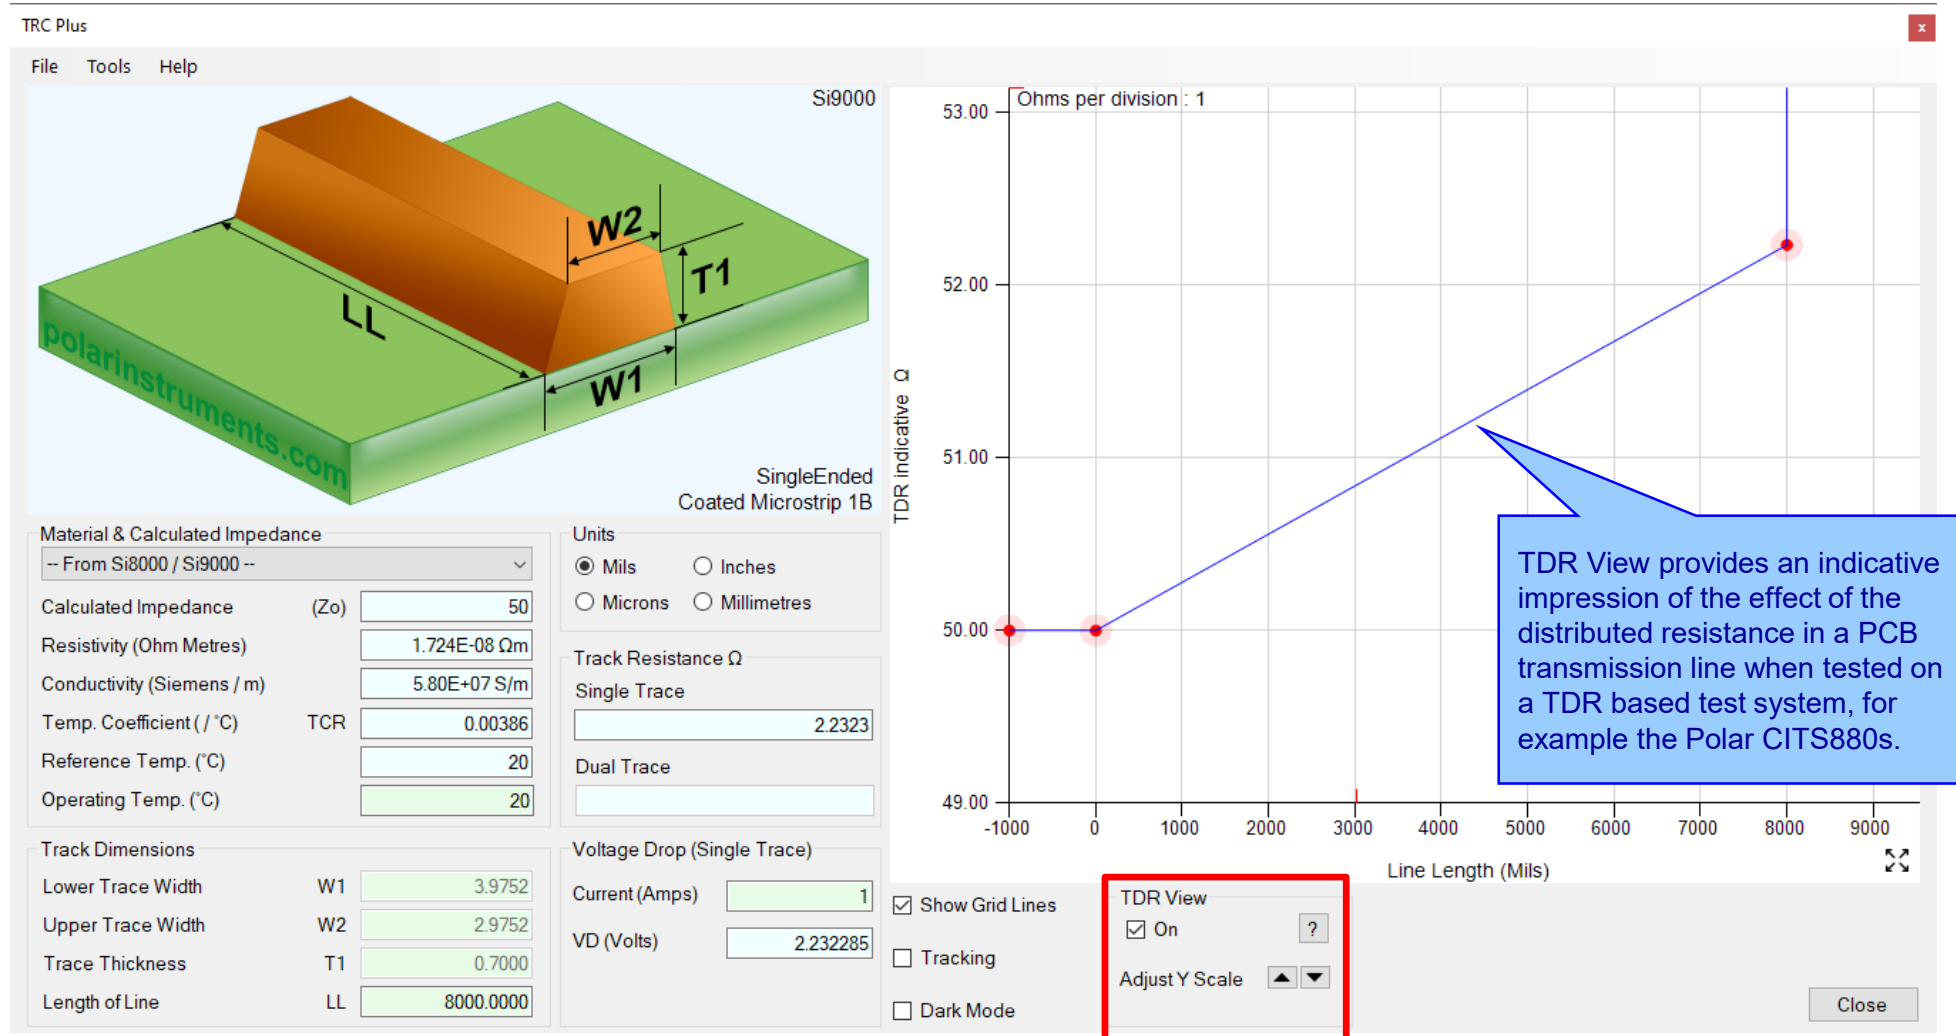 TRC Plus
x
File Tools Help
Si9000
W2
T1
LL
W1
polarinstruments.com
SingleEnded
Coated Microstrip 1B
Material & Calculated Impedance
-- From Si8000 / Si9000 --
Calculated Impedance (Zo) 50
Resistivity (Ohm Metres) 1.724E-08 Ωm
Conductivity (Siemens / m) 5.80E+07 S/m
Temp. Coefficient ( / °C) TCR 0.00386
Reference Temp. (°C) 20
Operating Temp. (°C) 20
Track Dimensions
Lower Trace Width W1 3.9752
Upper Trace Width W2 2.9752
Trace Thickness T1 0.7000
Length of Line LL 8000.0000
Units
Mils Inches
Microns Millimetres
Track Resistance Ω
Single Trace
2.2323
Dual Trace
Voltage Drop (Single Trace)
Current (Amps) 1
VD (Volts) 2.232285
Ohms per division : 1
53.00
52.00
51.00
50.00
49.00
TDR indicative Ω
-1000 0 1000 2000 3000 4000 5000 6000 7000 8000 9000
Line Length (Mils)
TDR View provides an indicative
impression of the effect of the
distributed resistance in a PCB
transmission line when tested on
a TDR based test system, for
example the Polar CITS880s.
Show Grid Lines
Tracking
Dark Mode
TDR View
On ?
Adjust Y Scale
Close